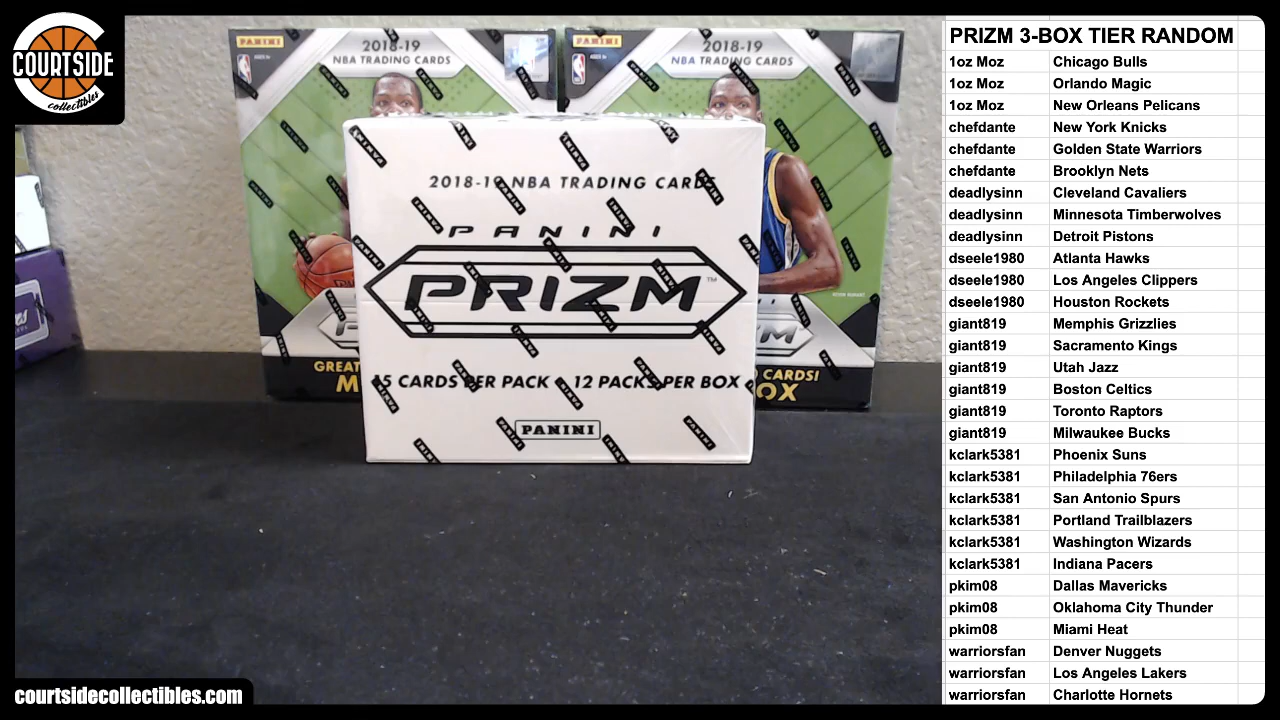 COURTSIDE
collectibles
PANINI
2018-19
NBA TRADING CARDS
PANINI
2018-19
NBA TRADING CARDS
2018-19 NBA TRADING CARDS
PANINI
PRIZM™
15 CARDS PER PACK • 12 PACKS PER BOX
PANINI
GREAT
M
CARDS!
OX
courtsidecollectibles.com
PRIZM 3-BOX TIER RANDOM
1oz Moz Chicago Bulls
1oz Moz Orlando Magic
1oz Moz New Orleans Pelicans
chefdante New York Knicks
chefdante Golden State Warriors
chefdante Brooklyn Nets
deadlysinn Cleveland Cavaliers
deadlysinn Minnesota Timberwolves
deadlysinn Detroit Pistons
dseele1980 Atlanta Hawks
dseele1980 Los Angeles Clippers
dseele1980 Houston Rockets
giant819 Memphis Grizzlies
giant819 Sacramento Kings
giant819 Utah Jazz
giant819 Boston Celtics
giant819 Toronto Raptors
giant819 Milwaukee Bucks
kclark5381 Phoenix Suns
kclark5381 Philadelphia 76ers
kclark5381 San Antonio Spurs
kclark5381 Portland Trailblazers
kclark5381 Washington Wizards
kclark5381 Indiana Pacers
pkim08 Dallas Mavericks
pkim08 Oklahoma City Thunder
pkim08 Miami Heat
warriorsfan Denver Nuggets
warriorsfan Los Angeles Lakers
warriorsfan Charlotte Hornets